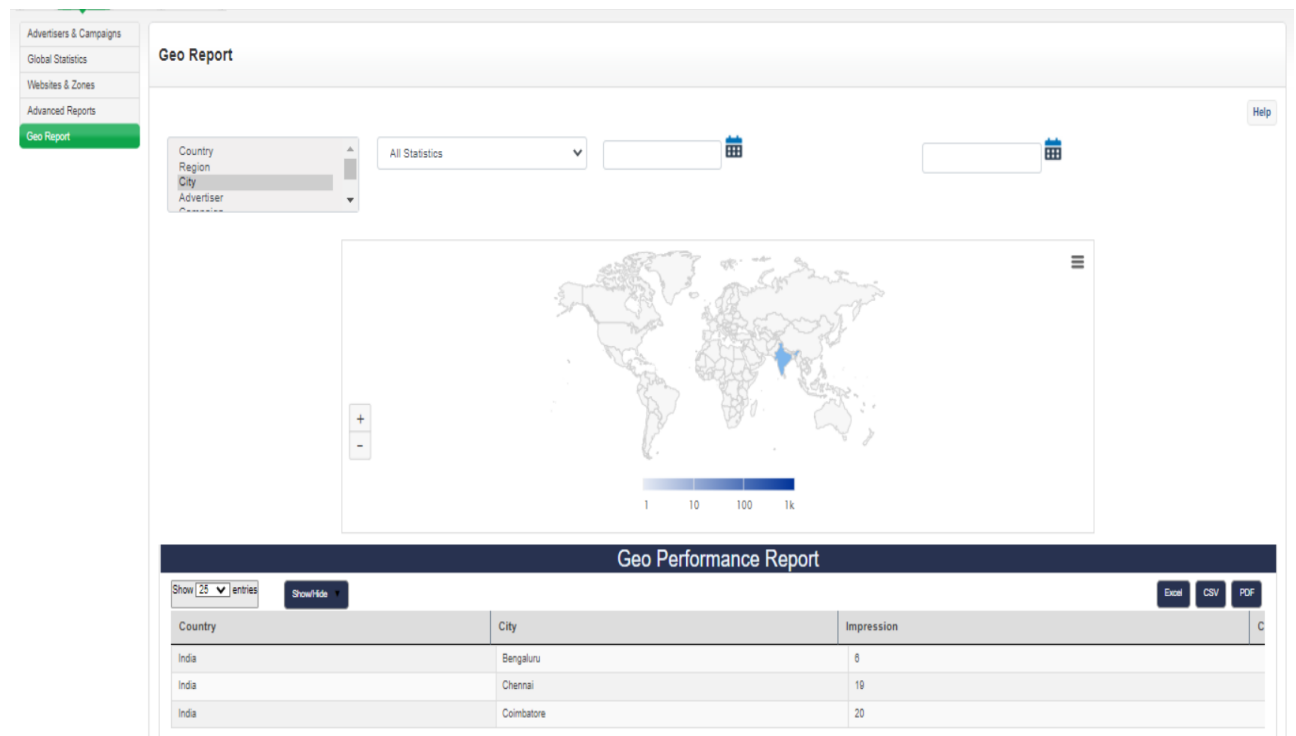 Advertisers & Campaigns
Global Statistics
Websites & Zones
Advanced Reports
Geo Report
Geo Report
Help
Country
Region
City
Advertiser
Campaign
All Statistics
+
-
1 10 100 1k
Geo Performance Report
Show 25 entries
Show/Hide
Excel CSV PDF
Country City Impression C
India Bengaluru 6
India Chennai 19
India Coimbatore 20